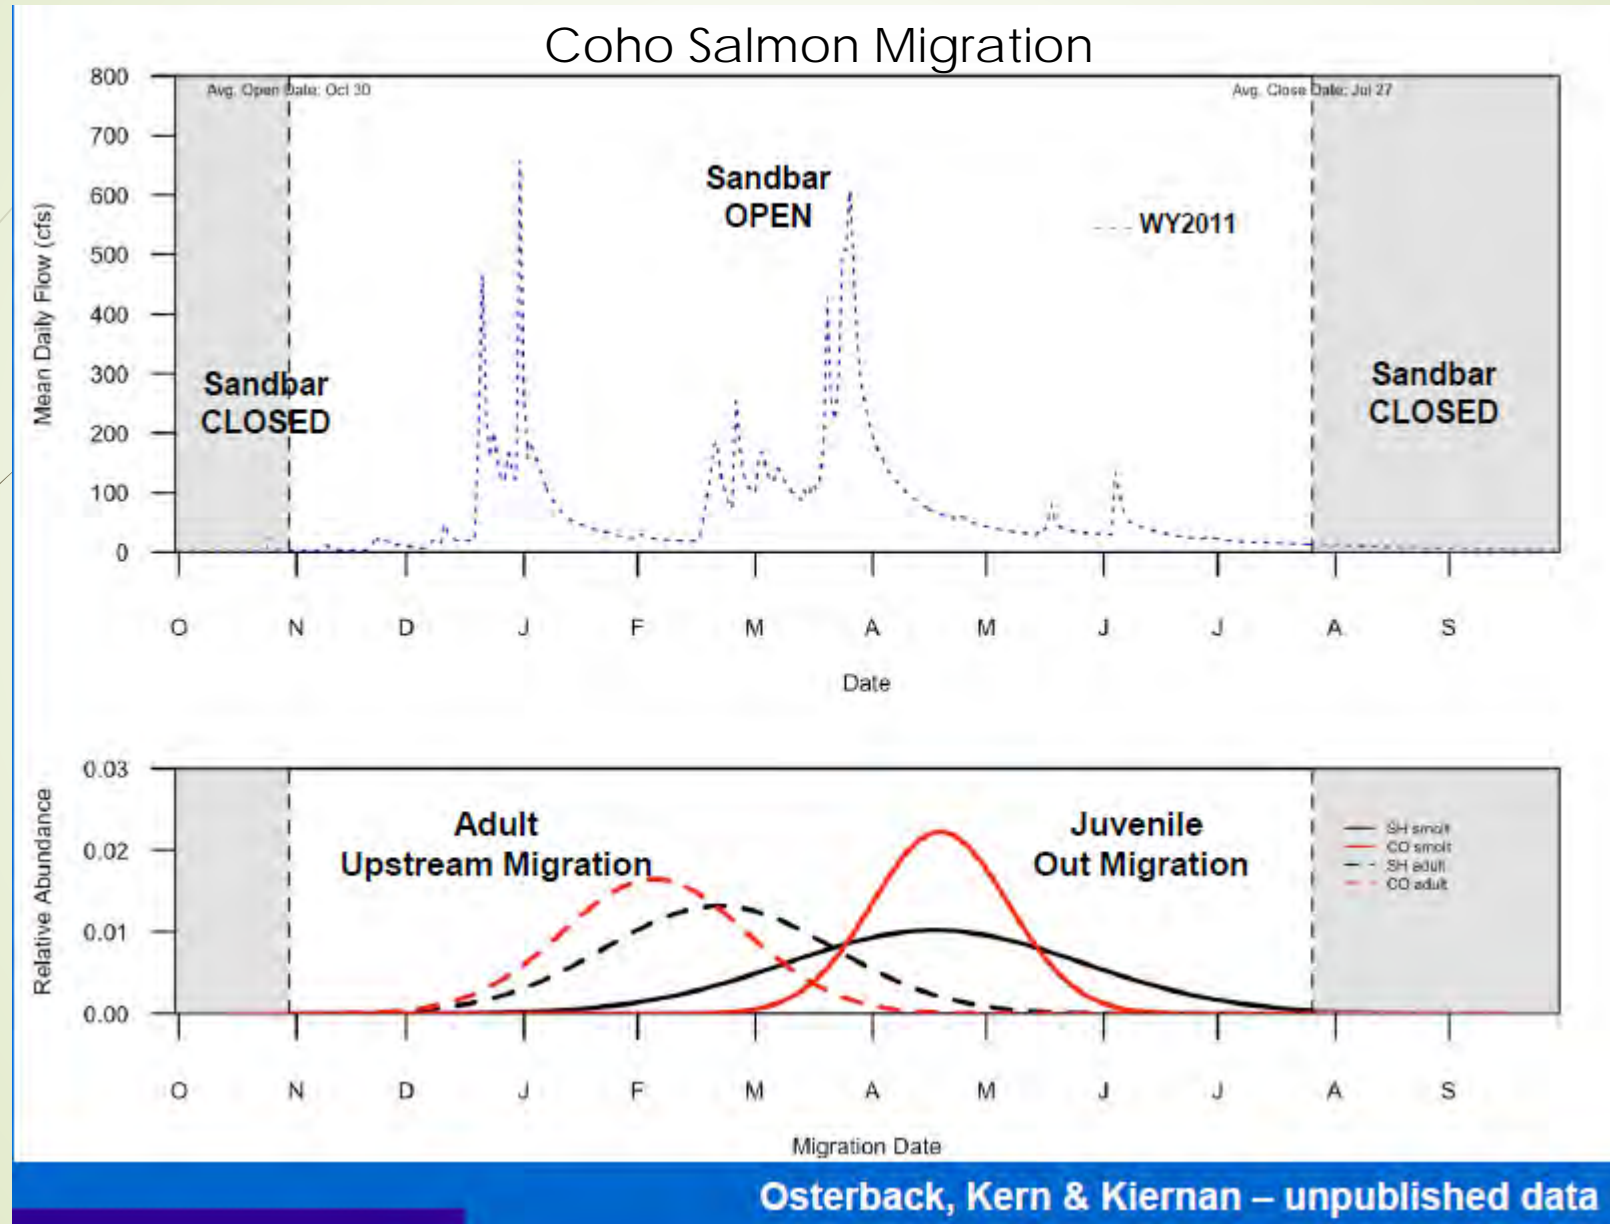 Coho Salmon Migration
800
Avg. Open Date: Oct 30
Avg. Close Date: Jul 27
700
600
500
400
300
200
100
0
Mean Daily Flow (cfs)
Sandbar
OPEN
WY2011
Sandbar
CLOSED
Sandbar
CLOSED
O N D J F M A M J J A S
Date
0.03
0.02
0.01
0.00
Relative Abundance
Adult
Upstream Migration
Juvenile
Out Migration
SH smolt
CO smolt
SH adult
CO adult
O N D J F M A M J J A S
Migration Date
Osterback, Kern & Kiernan – unpublished data